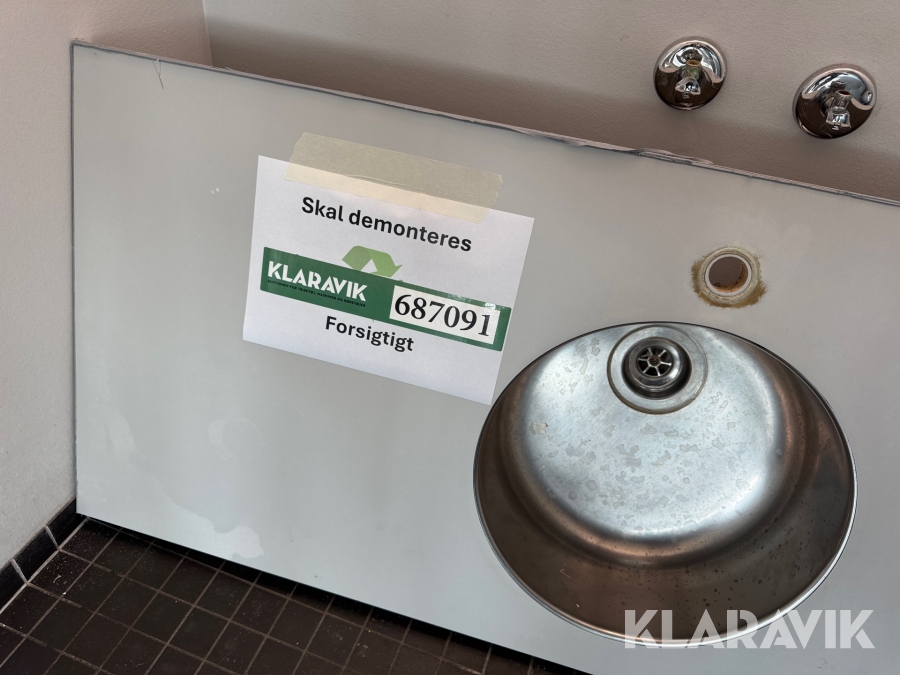 Skal demonteres
KLARAVIK
687091
Forsigtigt
KLARAVIK